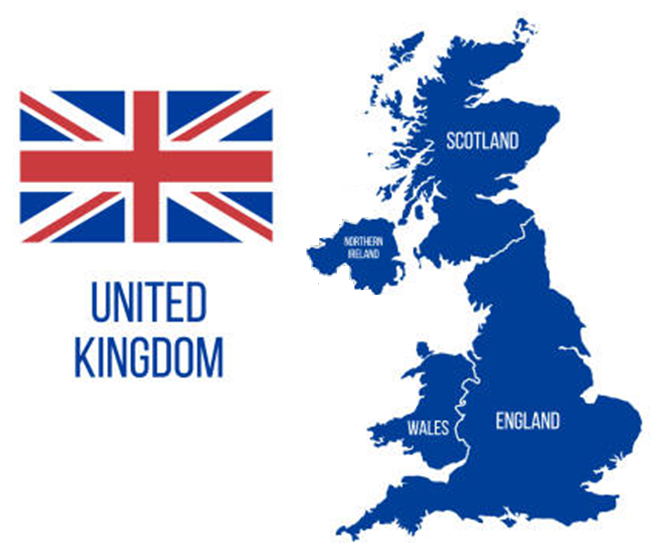 SCOTLAND
NORTHERN
IRELAND
UNITED
KINGDOM
WALES
ENGLAND